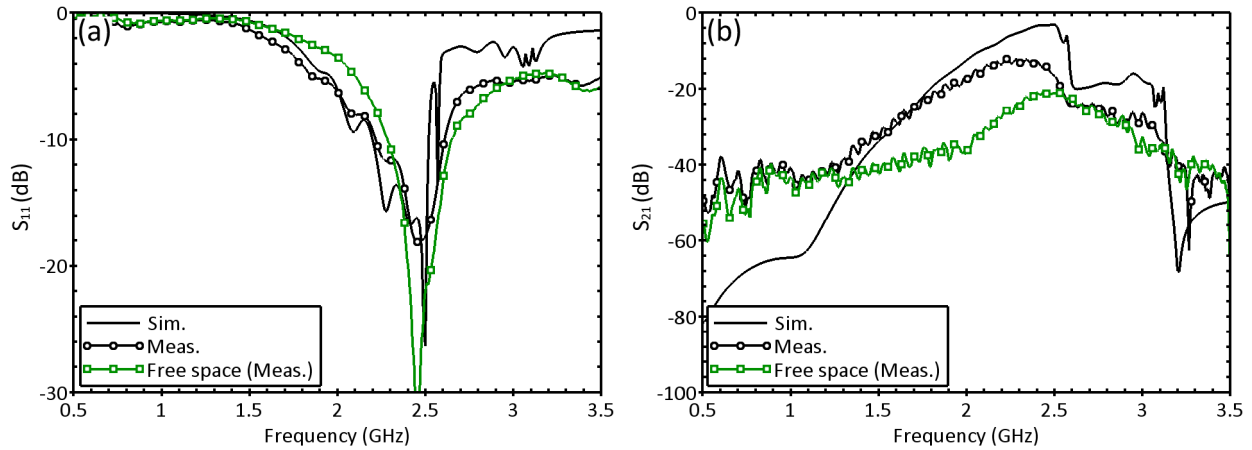 (a)
0
-10
-20
-30
S11 (dB)
Sim.
Meas.
Free space (Meas.)
0.5 1 1.5 2 2.5 3 3.5
Frequency (GHz)
(b)
0
-20
-40
-60
-80
-100
S21 (dB)
Sim.
Meas.
Free space (Meas.)
0.5 1 1.5 2 2.5 3 3.5
Frequency (GHz)